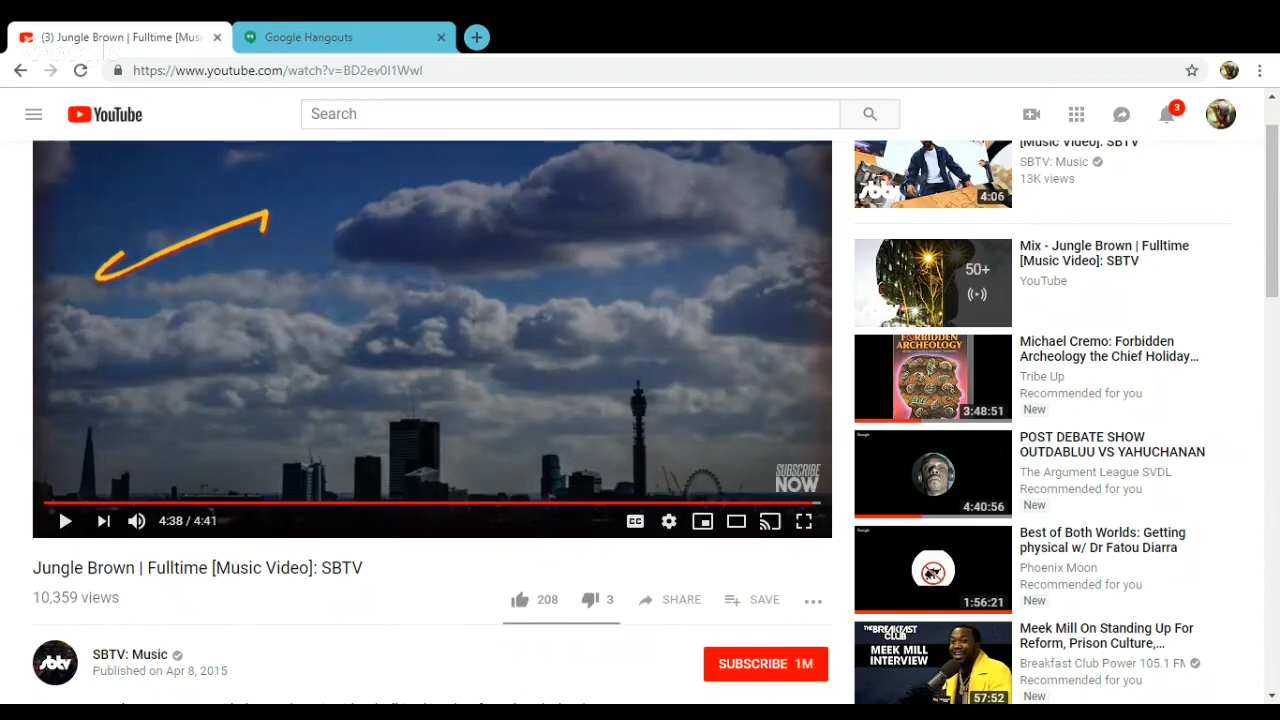 (3) Jungle Brown | Fulltime [Mus
Google Hangouts
https://www.youtube.com/watch?v=BD2ev0I1WwI
YouTube
Search
3
SUBSCRIBE
NOW
4:38 / 4:41
CC
Jungle Brown | Fulltime [Music Video]: SBTV
10,359 views
208
3
SHARE
SAVE
sbtv
SBTV: Music
Published on Apr 8, 2015
SUBSCRIBE 1M
[Music Video]: SBTV
SBTV: Music
13K views
sbtv
4:06
Mix - Jungle Brown | Fulltime
[Music Video]: SBTV
YouTube
50+
Michael Cremo: Forbidden
Archeology the Chief Holiday…
Tribe Up
Recommended for you
New
FORBIDDEN
ARCHEOLOGY
3:48:51
POST DEBATE SHOW
OUTDABLUU VS YAHUCHANAN
The Argument League SVDL
Recommended for you
New
Google
4:40:56
Best of Both Worlds: Getting
physical w/ Dr Fatou Diarra
Phoenix Moon
Recommended for you
New
Google
1:56:21
Meek Mill On Standing Up For
Reform, Prison Culture,…
Breakfast Club Power 105.1 FM
Recommended for you
New
THE BREAKFAST
CLUB
MEEK MILL
INTERVIEW
57:52